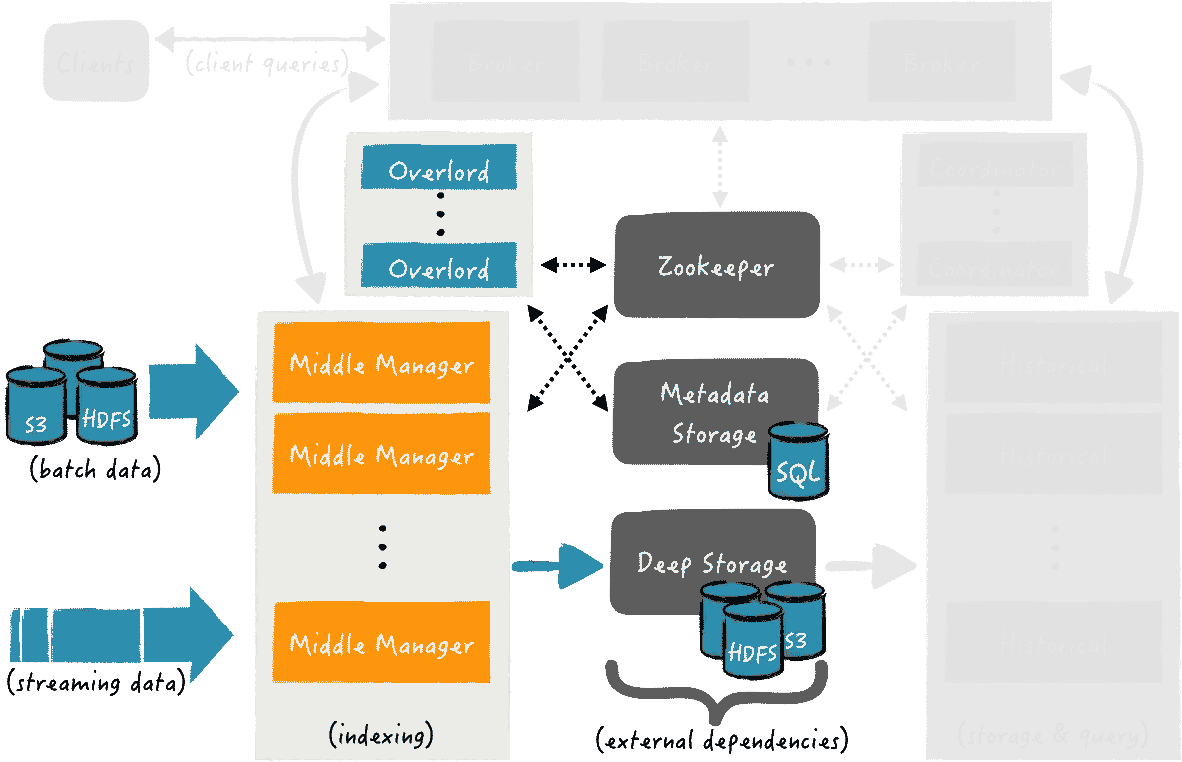 Clients
(client queries)
Broker
Broker
Broker
Overlord
Overlord
Zookeeper
Coordinator
Coordinator
Middle Manager
Middle Manager
Middle Manager
(indexing)
S3
HDFS
(batch data)
(streaming data)
Metadata
Storage
SQL
Deep Storage
HDFS
S3
(external dependencies)
Historical
Historical
Historical
(storage & query)